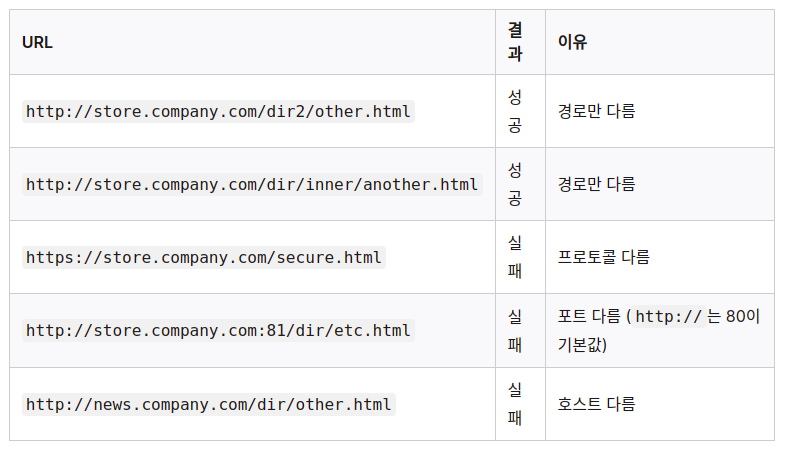 URL 결과 이유
http://store.company.com/dir2/other.html 성공 경로만 다름
http://store.company.com/dir/inner/another.html 성공 경로만 다름
https://store.company.com/secure.html 실패 프로토콜 다름
http://store.company.com:81/dir/etc.html 실패 포트 다름 ( http:// 는 80이
기본값)
http://news.company.com/dir/other.html 실패 호스트 다름